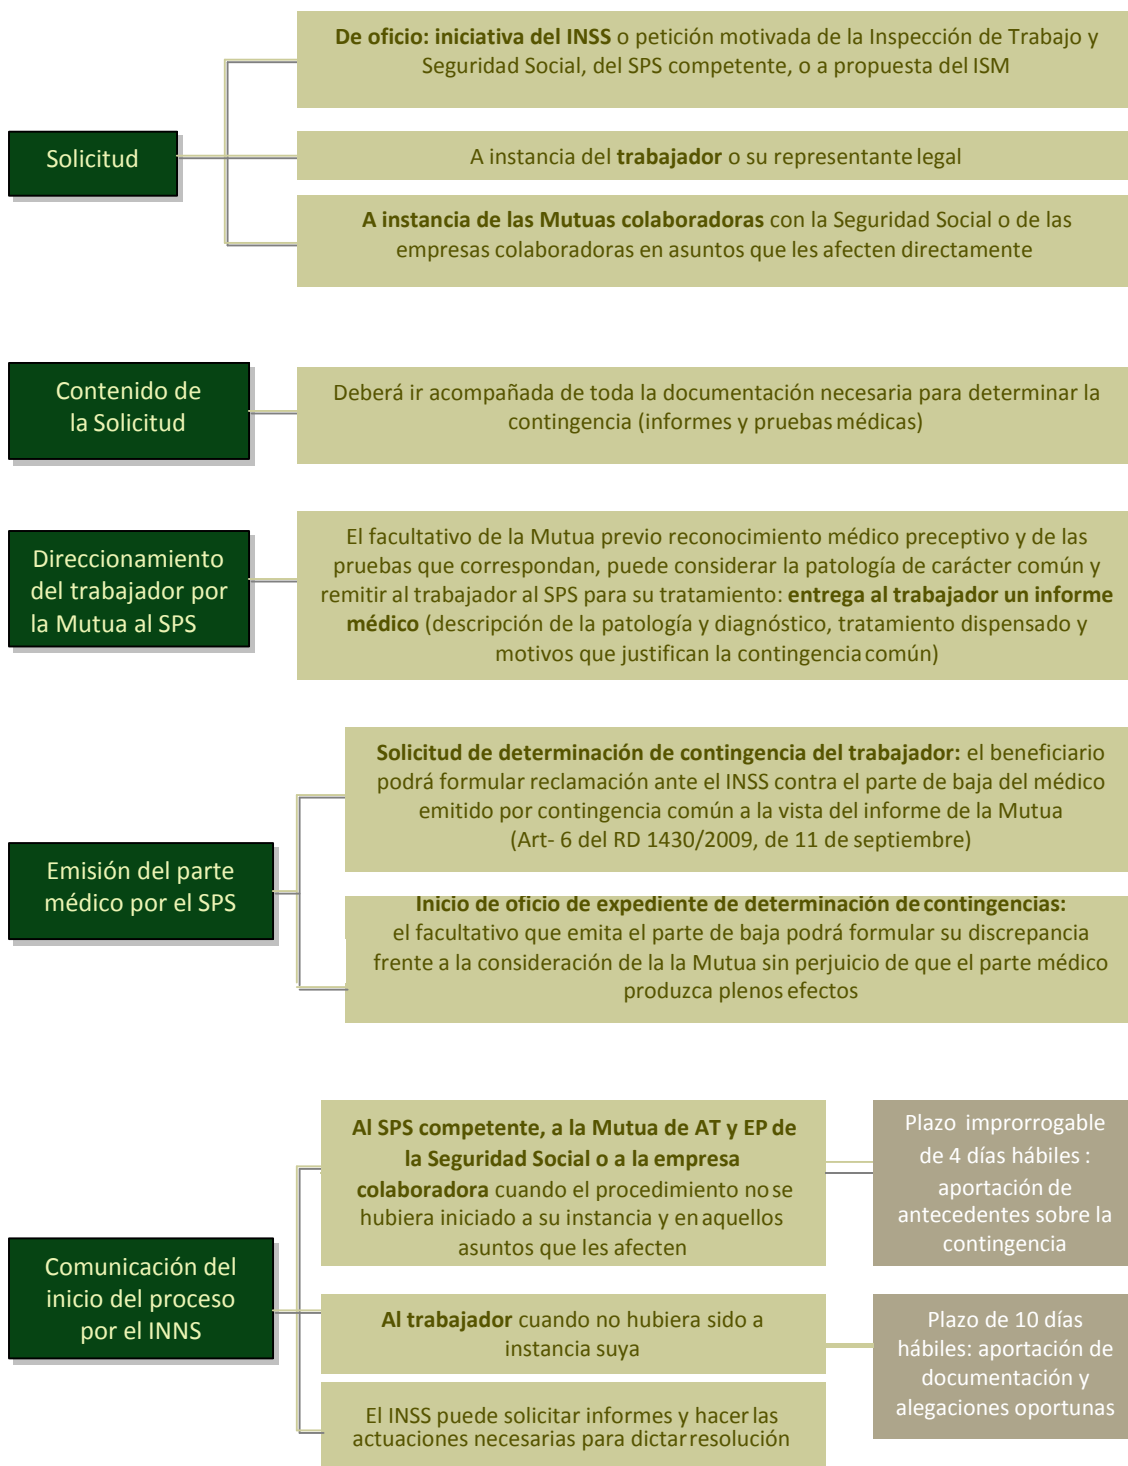 De oficio: iniciativa del INSS o petición motivada de la Inspección de Trabajo y
Seguridad Social, del SPS competente, o a propuesta del ISM
Solicitud
A instancia del trabajador o su representante legal
A instancia de las Mutuas colaboradoras con la Seguridad Social o de las
empresas colaboradoras en asuntos que les afecten directamente
Contenido de
la Solicitud
Deberá ir acompañada de toda la documentación necesaria para determinar la
contingencia (informes y pruebas médicas)
Direccionamiento
del trabajador por
la Mutua al SPS
El facultativo de la Mutua previo reconocimiento médico preceptivo y de las
pruebas que correspondan, puede considerar la patología de carácter común y
remitir al trabajador al SPS para su tratamiento: entrega al trabajador un informe
médico (descripción de la patología y diagnóstico, tratamiento dispensado y
motivos que justifican la contingencia común)
Emisión del parte
médico por el SPS
Solicitud de determinación de contingencia del trabajador: el beneficiario
podrá formular reclamación ante el INSS contra el parte de baja del médico
emitido por contingencia común a la vista del informe de la Mutua
(Art- 6 del RD 1430/2009, de 11 de septiembre)
Inicio de oficio de expediente de determinación de contingencias:
el facultativo que emita el parte de baja podrá formular su discrepancia
frente a la consideración de la la Mutua sin perjuicio de que el parte médico
produzca plenos efectos
Comunicación del
inicio del proceso
por el INNS
Al SPS competente, a la Mutua de AT y EP de
la Seguridad Social o a la empresa
colaboradora cuando el procedimiento no se
hubiera iniciado a su instancia y en aquellos
asuntos que les afecten
Plazo improrrogable
de 4 días hábiles :
aportación de
antecedentes sobre la
contingencia
Al trabajador cuando no hubiera sido a
instancia suya
Plazo de 10 días
hábiles: aportación de
documentación y
alegaciones oportunas
El INSS puede solicitar informes y hacer las
actuaciones necesarias para dictar resolución